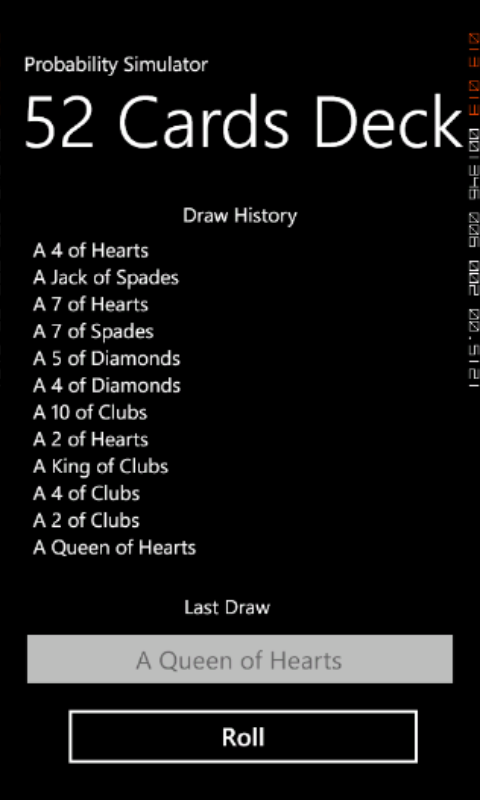 Probability Simulator
52 Cards Deck
Draw History
A 4 of Hearts
A Jack of Spades
A 7 of Hearts
A 7 of Spades
A 5 of Diamonds
A 4 of Diamonds
A 10 of Clubs
A 2 of Hearts
A King of Clubs
A 4 of Clubs
A 2 of Clubs
A Queen of Hearts
Last Draw
A Queen of Hearts
Roll